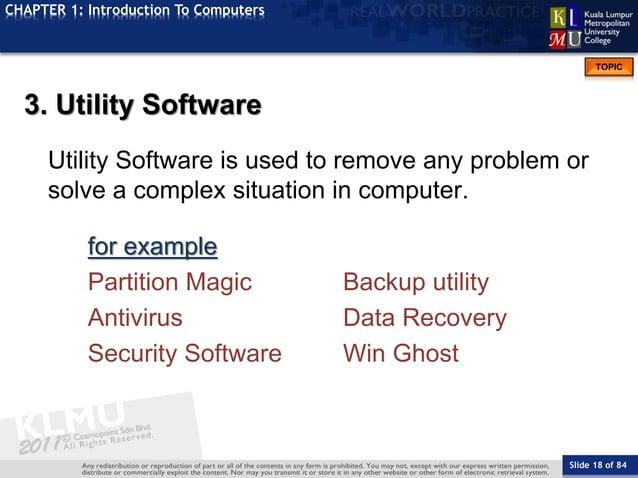 CHAPTER 1: Introduction To Computers
REALWORLDPRACTICE
KL
MU
Kuala Lumpur
Metropolitan
University
College
TOPIC
3. Utility Software
Utility Software is used to remove any problem or
solve a complex situation in computer.
for example
Partition Magic
Backup utility
Antivirus
Data Recovery
Security Software
Win Ghost
KLMU
2011© Cosmopoint Sdn Bhd.
All Rights Reserved.
Any redistribution or reproduction of part or all of the contents in any form is prohibited. You may not, except with our express written permission,
distribute or commercially exploit the content. Nor may you transmit it or store it in any other website or other form of electronic retrieval system.
Slide 18 of 84